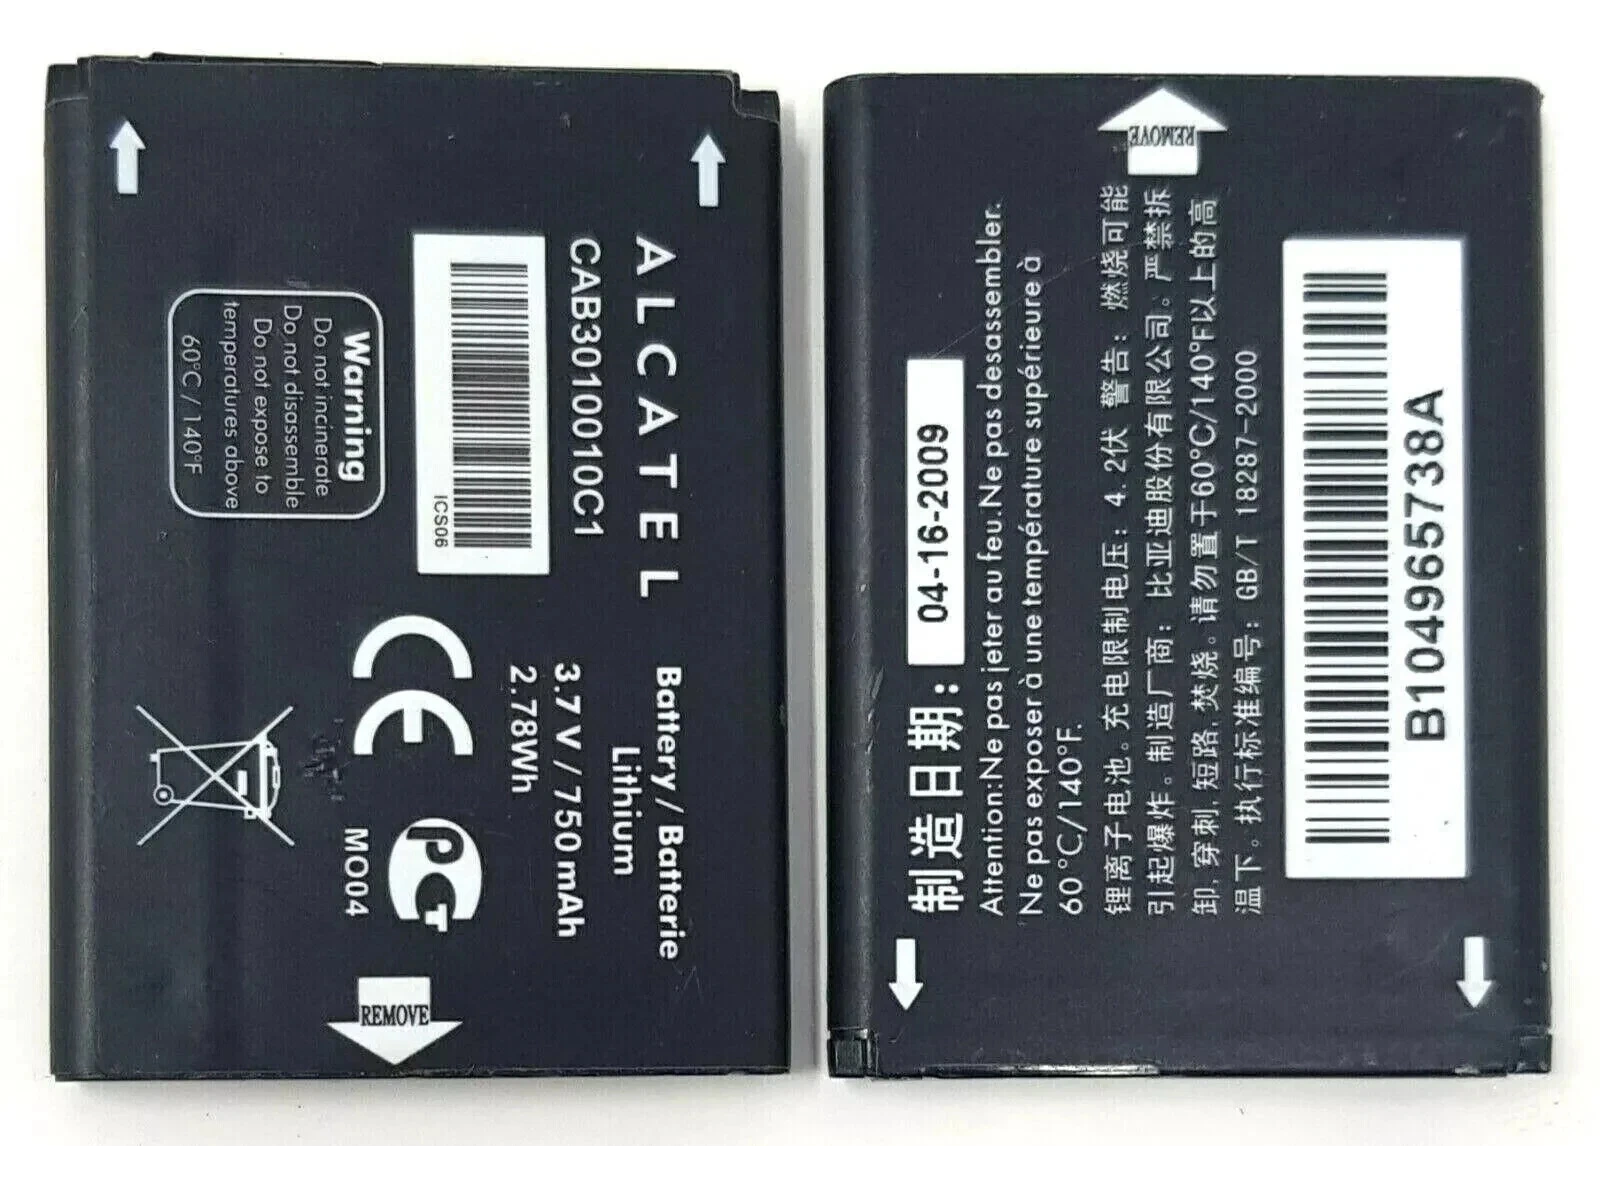 ALCATEL
CAB3010010C1
ICS06
Warning
Do not incinerate
Do not disassemble
Do not expose to
temperatures above
60°C / 140°F
Battery / Batterie
Lithium
3.7 V / 750 mAh
2.78Wh
MO04
REMOVE
REMOVE
制造日期: 04-16-2009
Attention:Ne pas jeter au feu.Ne pas desassembler.
Ne pas exposer à une température supérieure à
60°C/140°F.
锂离子电池。充电限制电压: 4.2伏 警告: 燃烧可能
引起爆炸。制造厂商: 比亚迪股份有限公司。严禁拆
卸,穿刺,短路,焚烧。请勿置于60°C/140°F以上的高
温下。执行标准编号: GB/T 18287-2000
B104965738A